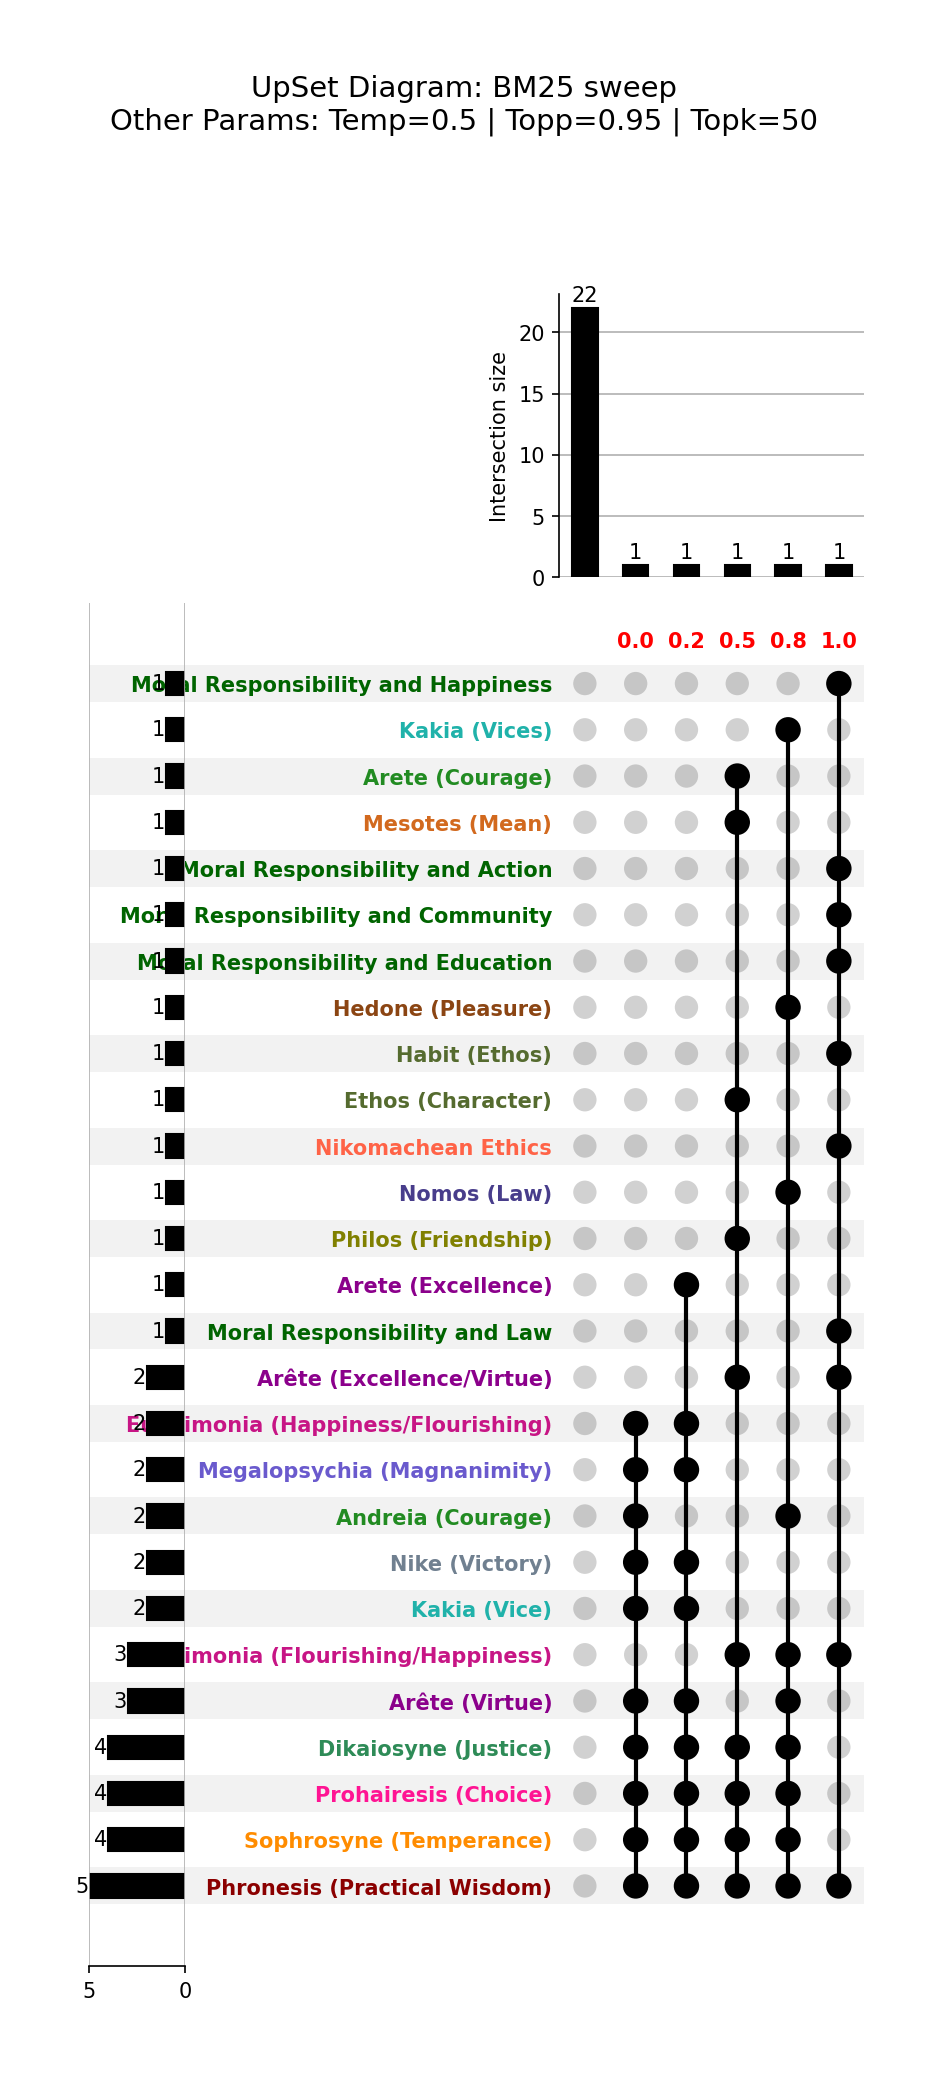 UpSet Diagram: BM25 sweep
Other Params: Temp=0.5 | Topp=0.95 | Topk=50
22
20
15
10
5
0
Intersection size
1 1 1 1 1
0.0 0.2 0.5 0.8 1.0
1 Moral Responsibility and Happiness
1 Kakia (Vices)
1 Arete (Courage)
1 Mesotes (Mean)
1 Moral Responsibility and Action
1 Moral Responsibility and Community
1 Moral Responsibility and Education
1 Hedone (Pleasure)
1 Habit (Ethos)
1 Ethos (Character)
1 Nikomachean Ethics
1 Nomos (Law)
1 Philos (Friendship)
1 Arete (Excellence)
1 Moral Responsibility and Law
2 Arête (Excellence/Virtue)
2 (Happiness/Flourishing)
2 Megalopsychia (Magnanimity)
2 Andreia (Courage)
2 Nike (Victory)
2 Kakia (Vice)
3 (Flourishing/Happiness)
3 Arête (Virtue)
4 Dikaiosyne (Justice)
4 Prohairesis (Choice)
4 Sophrosyne (Temperance)
5 Phronesis (Practical Wisdom)
5 0